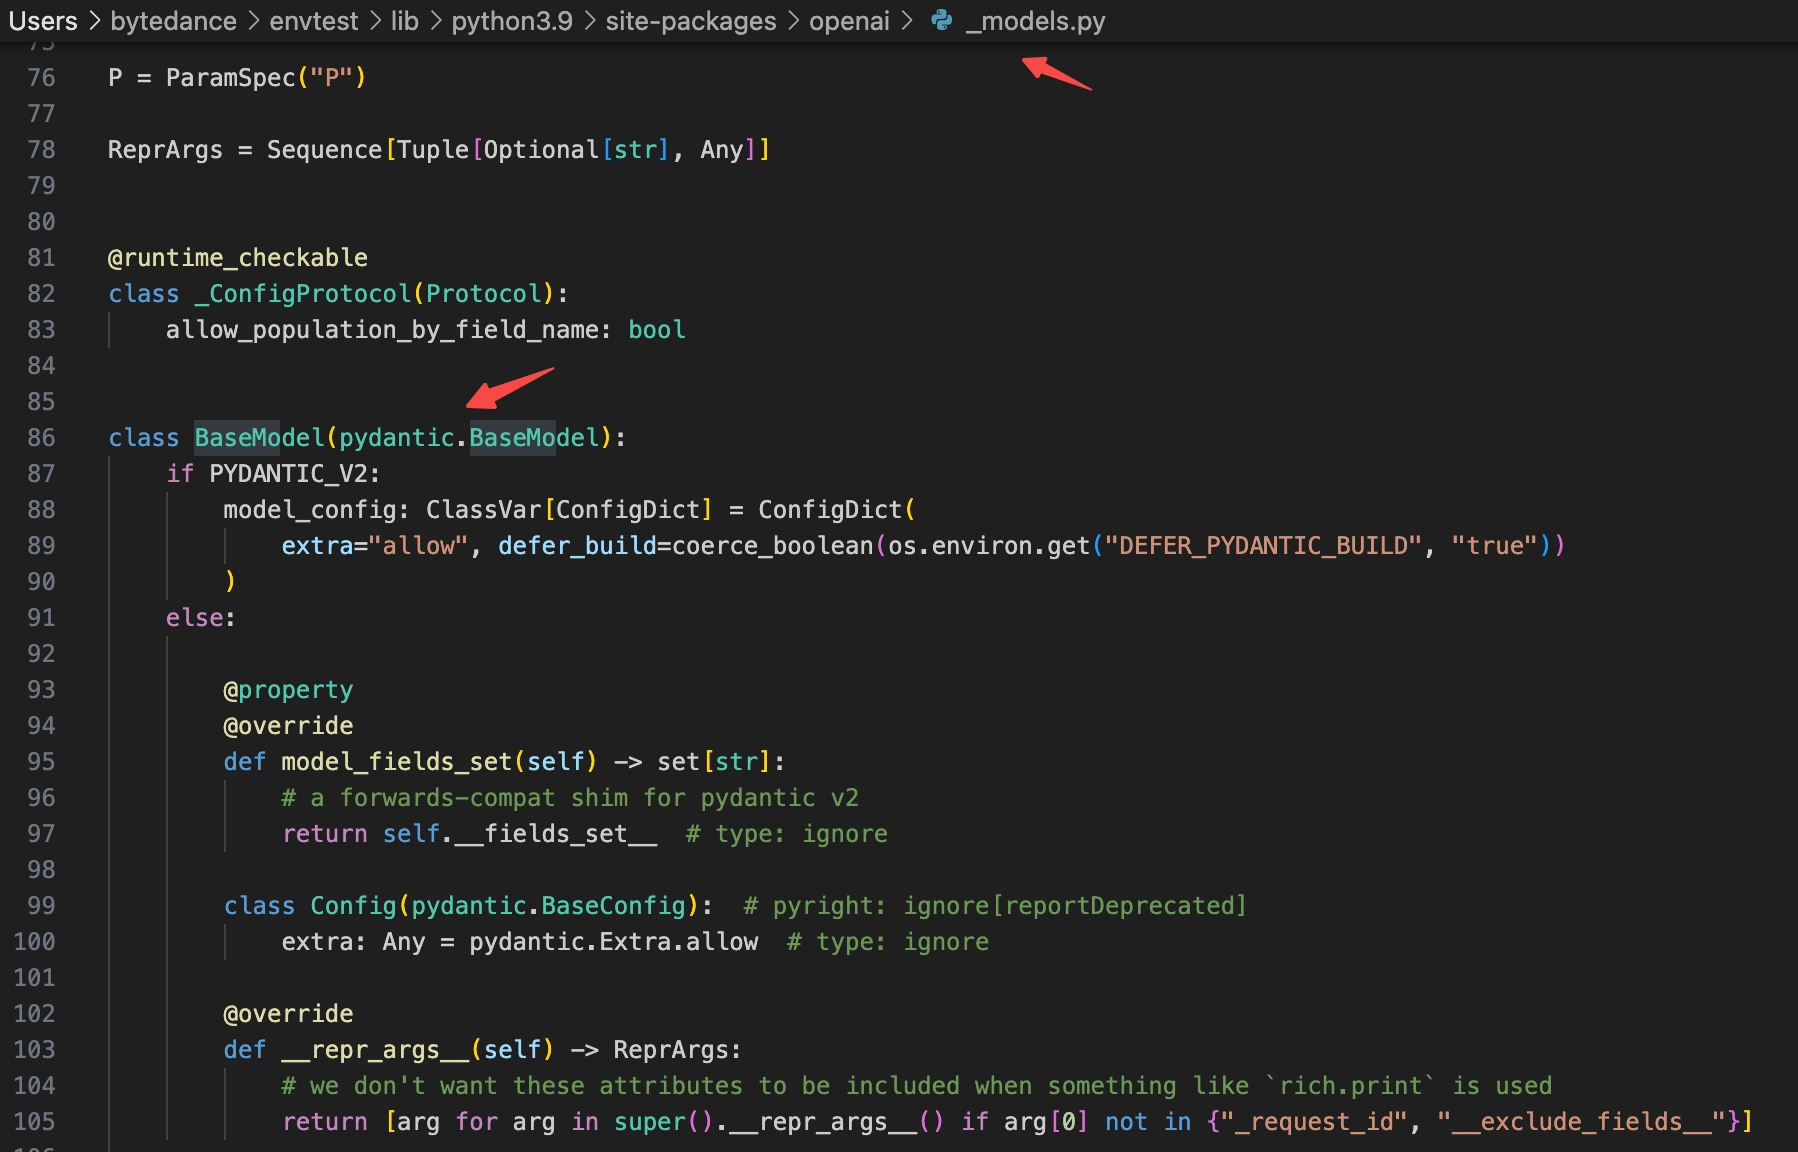 Users > bytedance > envtest > lib > python3.9 > site-packages > openai > _models.py
75
76 P = ParamSpec("P")
77
78 ReprArgs = Sequence[Tuple[Optional[str], Any]]
79
80
81 @runtime_checkable
82 class _ConfigProtocol(Protocol):
83     allow_population_by_field_name: bool
84
85
86 class BaseModel(pydantic.BaseModel):
87     if PYDANTIC_V2:
88         model_config: ClassVar[ConfigDict] = ConfigDict(
89             extra="allow", defer_build=coerce_boolean(os.environ.get("DEFER_PYDANTIC_BUILD", "true"))
90         )
91     else:
92
93         @property
94         @override
95         def model_fields_set(self) -> set[str]:
96             # a forwards-compat shim for pydantic v2
97             return self.__fields_set__  # type: ignore
98
99         class Config(pydantic.BaseConfig):  # pyright: ignore[reportDeprecated]
100             extra: Any = pydantic.Extra.allow  # type: ignore
101
102         @override
103         def __repr_args__(self) -> ReprArgs:
104             # we don't want these attributes to be included when something like `rich.print` is used
105             return [arg for arg in super().__repr_args__() if arg[0] not in {"_request_id", "__exclude_fields__"}]
106